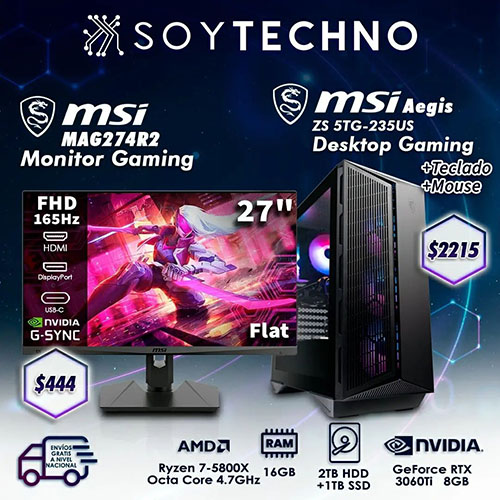 SOYTECHNO
msi
MAG274R2
Monitor Gaming
msi Aegis
ZS 5TG-235US
Desktop Gaming
+Teclado
+Mouse
FHD
165Hz
HDMI
DisplayPort
USB-C
NVIDIA
G-SYNC
27"
Flat
msi
$444
$2215
ENVÍOS
GRATIS
A NIVEL
NACIONAL
AMD
Ryzen 7-5800X
Octa Core 4.7GHz
RAM
16GB
2TB HDD
+1TB SSD
NVIDIA.
GeForce RTX
3060Ti 8GB